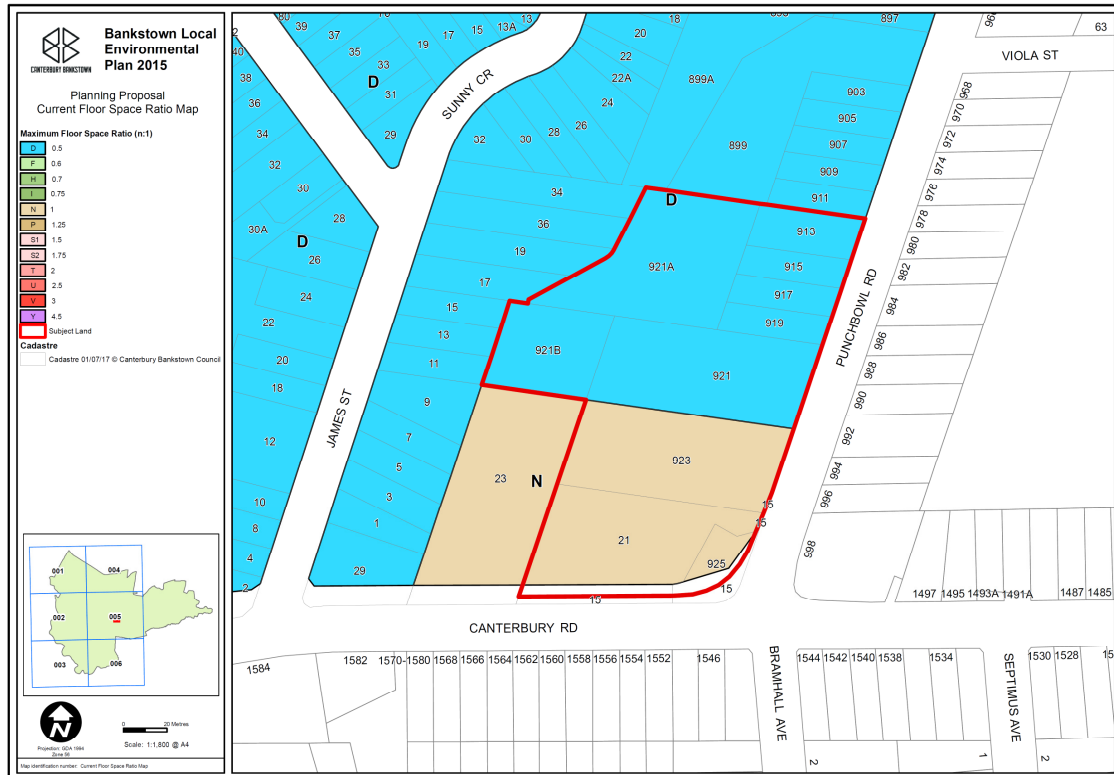 CANTERBURY BANKSTOWN
Bankstown Local
Environmental
Plan 2015
Planning Proposal
Current Floor Space Ratio Map
Maximum Floor Space Ratio (n:1)
D 0.5
F 0.6
H 0.7
I 0.75
N 1
P 1.25
S1 1.5
S2 1.75
T 2
U 2.5
V 3
Y 4.5
Subject Land
Cadastre
Cadastre 01/07/17 © Canterbury Bankstown Council
001
004
002
005
003
006
N
Projection: GDA 1994
Zone 56
0 20 Metres
Scale: 1:1,800 @ A4
Map identification number: Current Floor Space Ratio Map
80
39
37
35
33
31
29
D
40
38
36
34
32
30
30A
28
D
26
24
22
20
18
12
10
8
4
2
19
17
15
13A
13
SUNNY CR
32
30
28
26
24
22A
22
20
18
899A
899
897
903
905
907
909
911
34
36
19
17
15
13
11
9
7
5
3
1
29
JAMES ST
D
913
915
917
919
921A
921B
921
923
23
N
21
925
15
15
15
15
PUNCHBOWL RD
VIOLA ST
63
968
970
972
974
976
978
980
982
984
986
988
990
992
994
996
998
1497
1495
1493A
1491A
1487
1485
CANTERBURY RD
1584
1582
1570-
1580
1568
1566
1564
1562
1560
1558
1556
1554
1552
1546
BRAMHALL AVE
1544
1542
1540
1538
1534
SEPTIMUS AVE
1530
1528
2
1
2